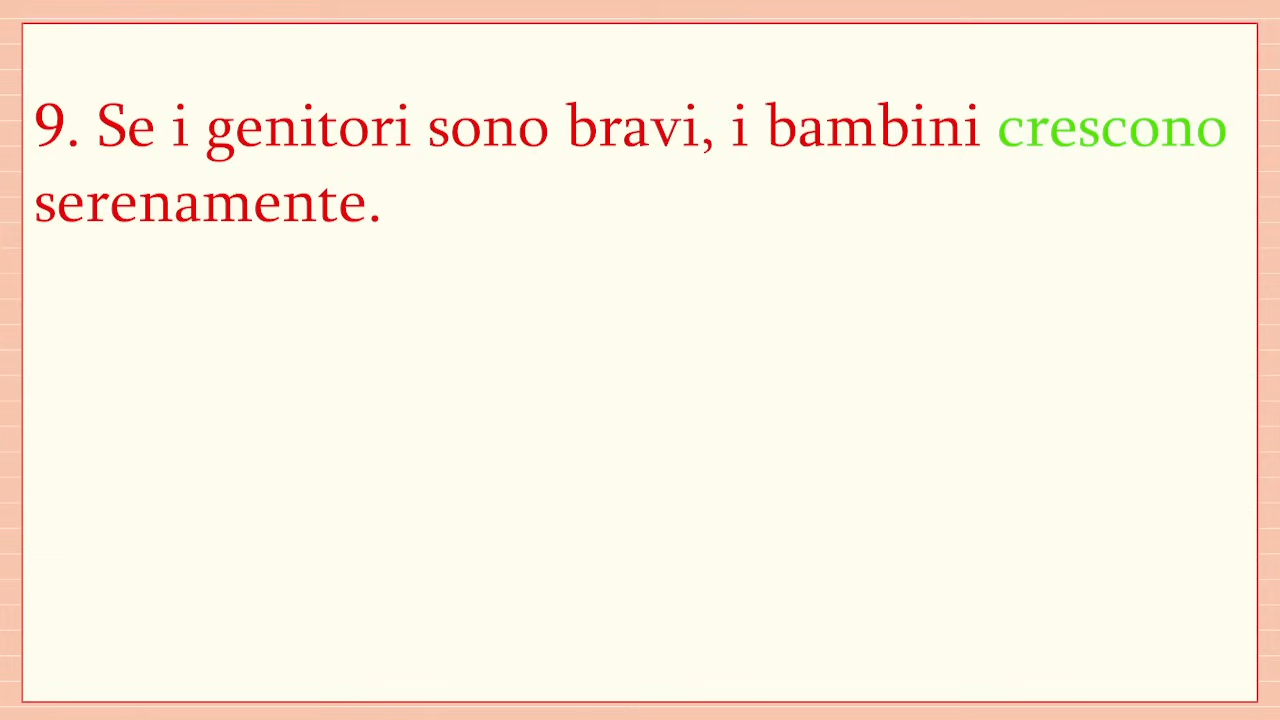 9. Se i genitori sono bravi, i bambini crescono
serenamente.